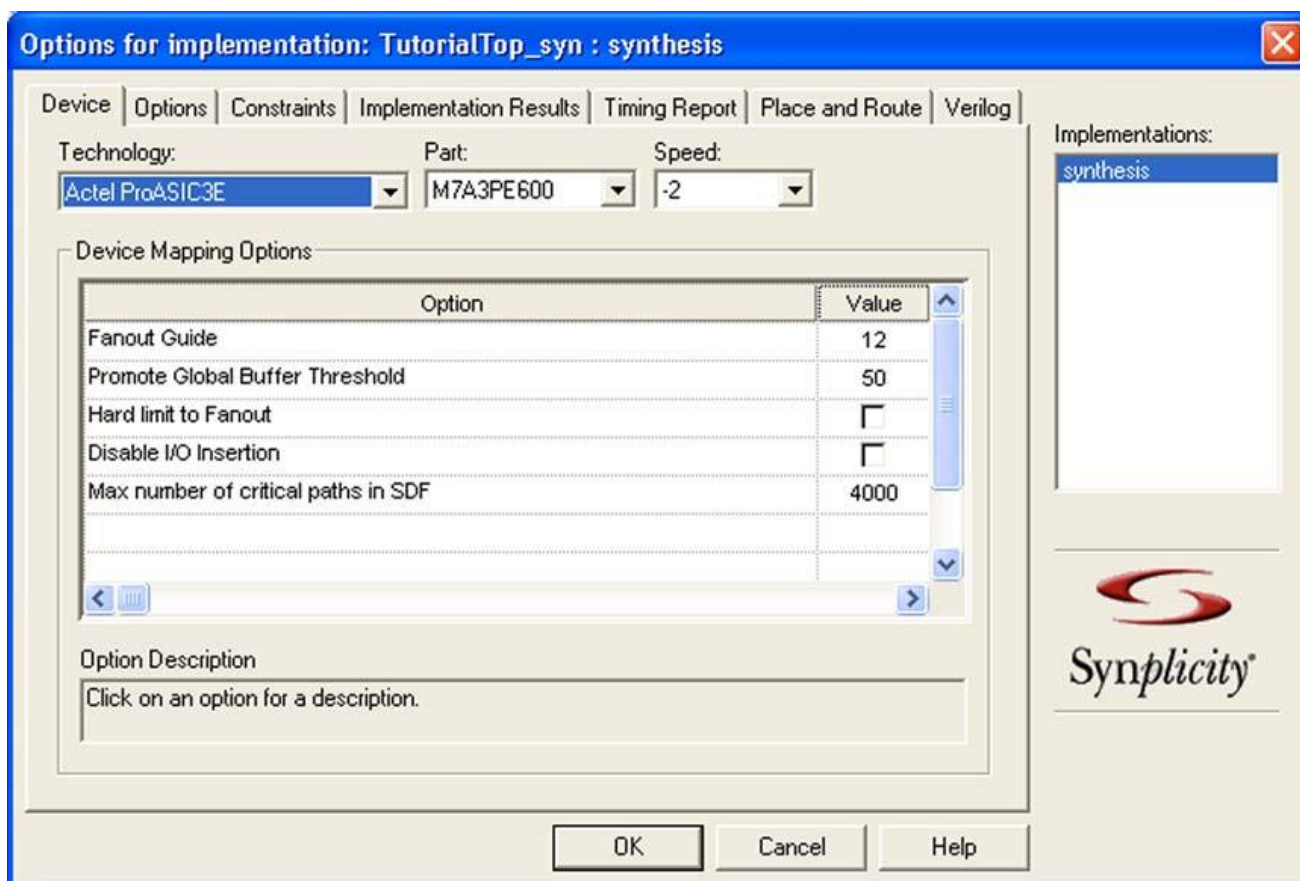 Options for implementation: TutorialTop_syn : synthesis
Device Options Constraints Implementation Results Timing Report Place and Route Verilog
Technology: Part: Speed:
Actel ProASIC3E M7A3PE600 -2
Implementations:
synthesis
Device Mapping Options
Option Value
Fanout Guide 12
Promote Global Buffer Threshold 50
Hard limit to Fanout
Disable I/O Insertion
Max number of critical paths in SDF 4000
Option Description
Click on an option for a description.
Synplicity®
OK Cancel Help